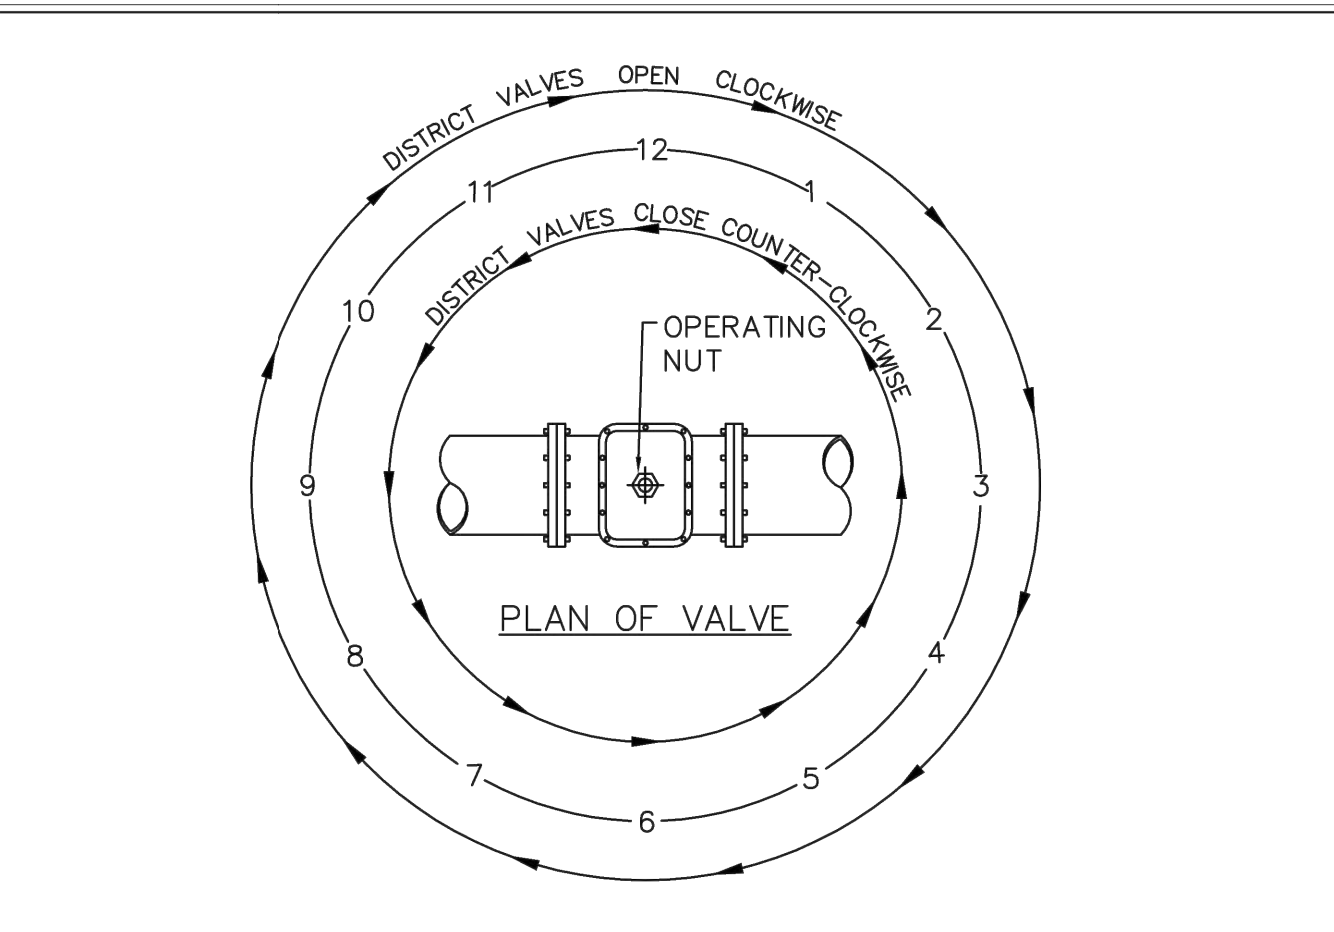 DISTRICT VALVES OPEN CLOCKWISE
12
1
2
3
4
5
6
7
8
9
10
11
DISTRICT VALVES CLOSE COUNTER-CLOCKWISE
OPERATING
NUT
PLAN OF VALVE